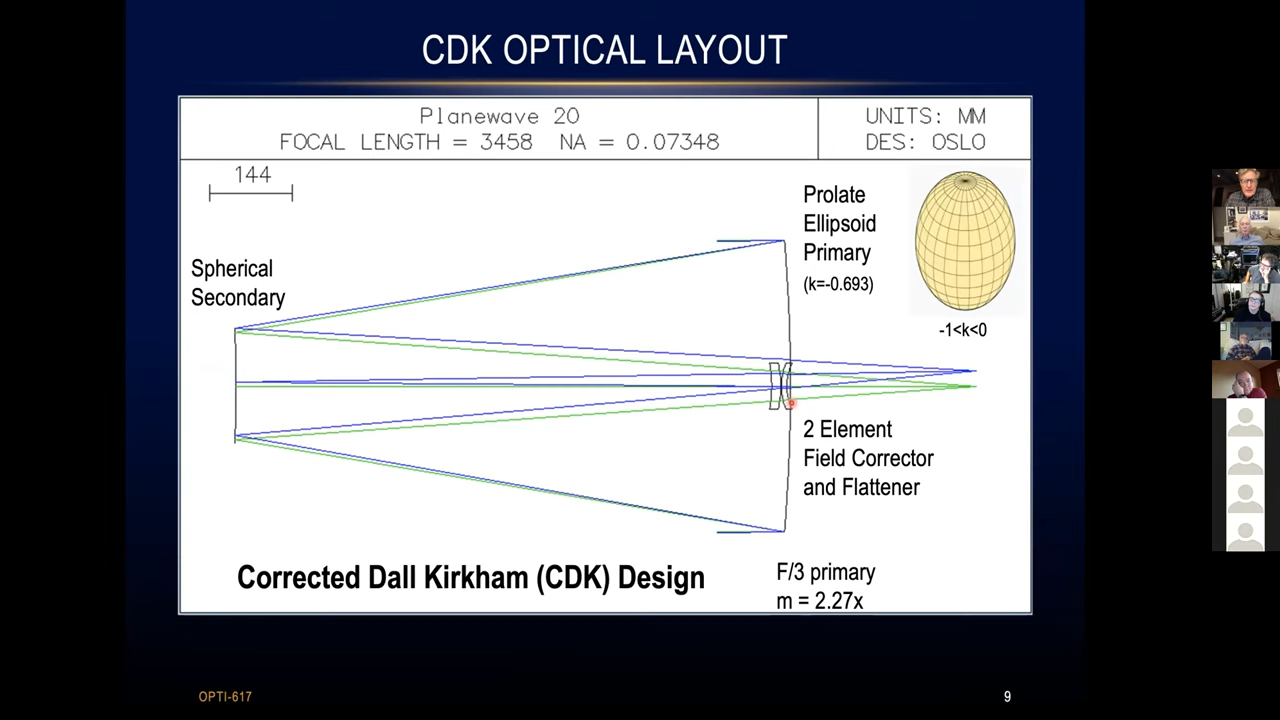 CDK OPTICAL LAYOUT
Planewave 20
FOCAL LENGTH = 3458 NA = 0.07348
UNITS: MM
DES: OSLO
144
Prolate
Ellipsoid
Primary
(k=-0.693)
Spherical
Secondary
-1<k<0
2 Element
Field Corrector
and Flattener
Corrected Dall Kirkham (CDK) Design
F/3 primary
m = 2.27x
OPTI-617
9